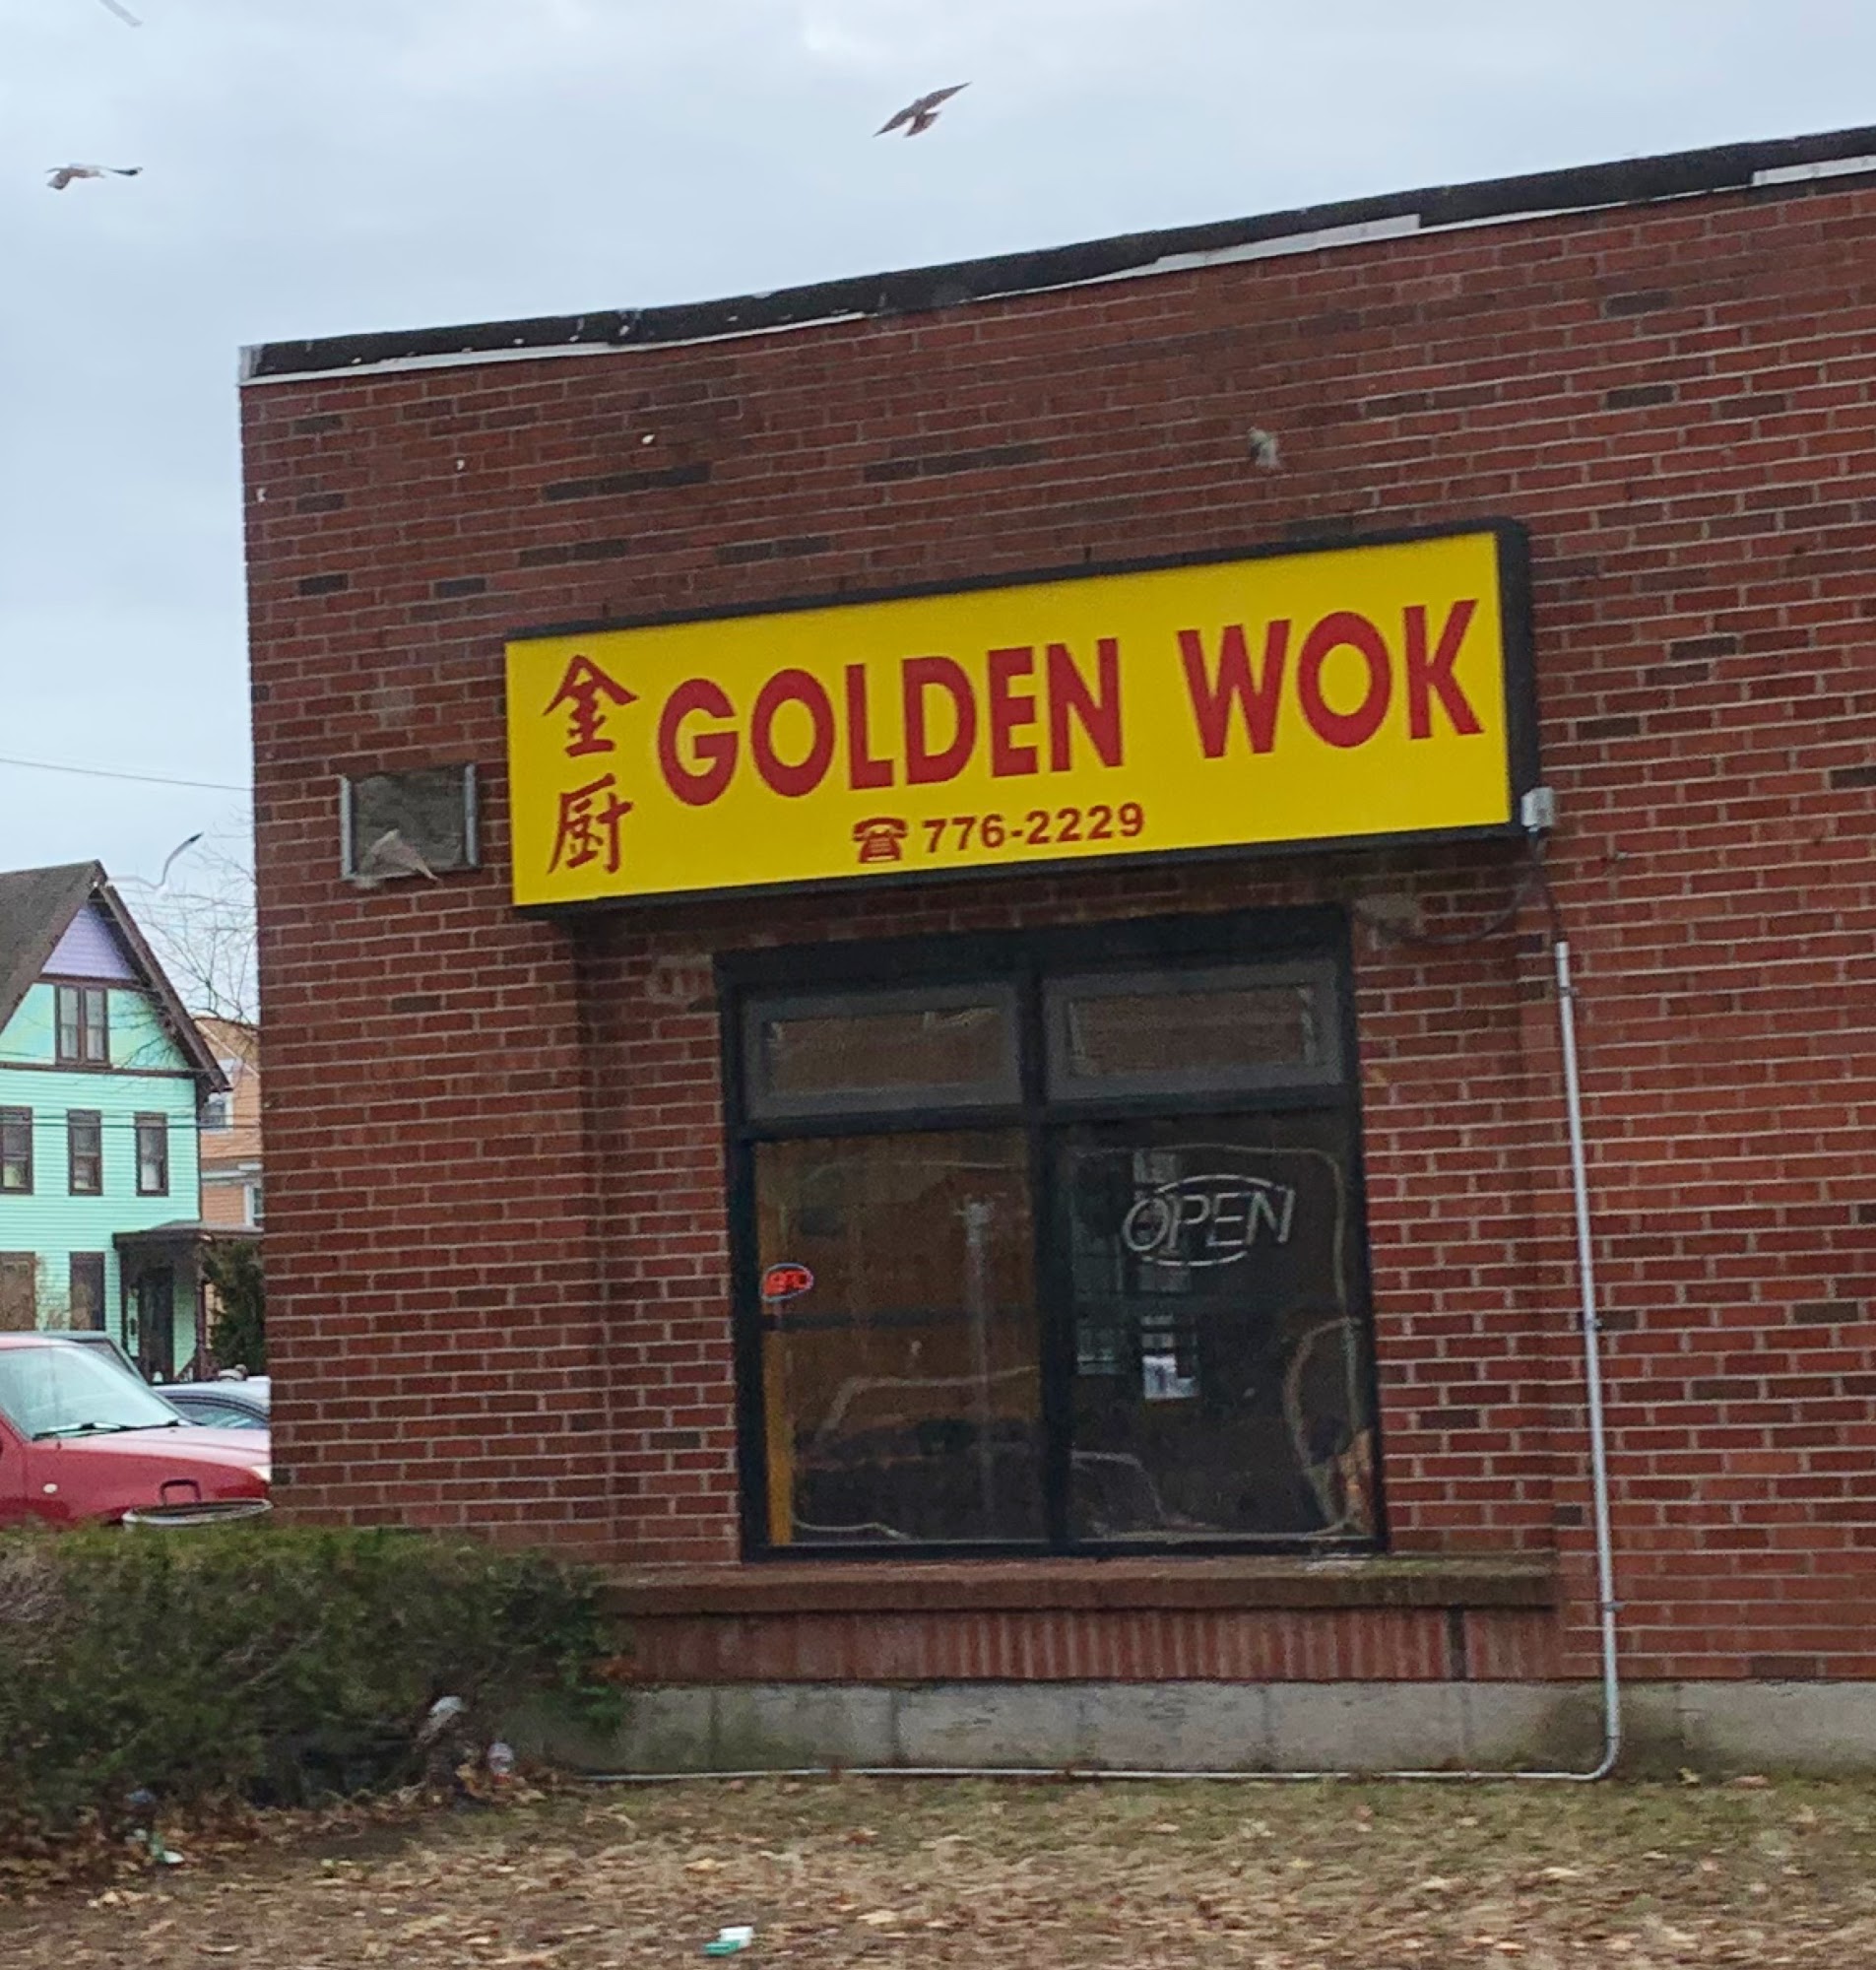 金厨
GOLDEN WOK
☎776-2229
OPEN